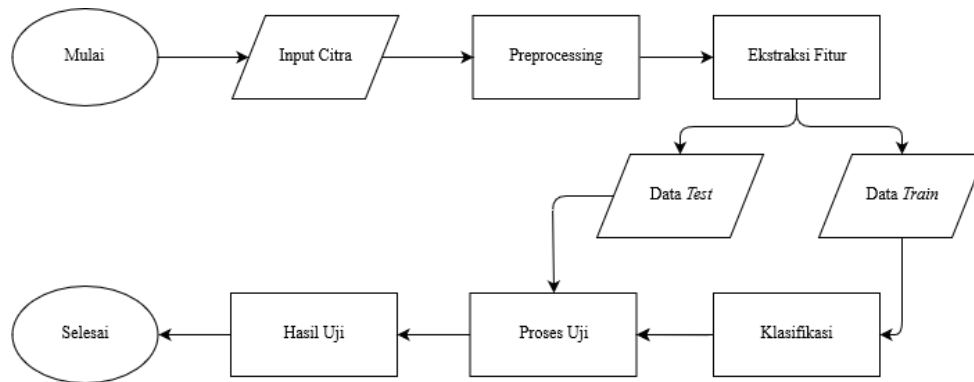 Mulai
Input Citra
Preprocessing
Ekstraksi Fitur
Data Test
Data Train
Selesai
Hasil Uji
Proses Uji
Klasifikasi